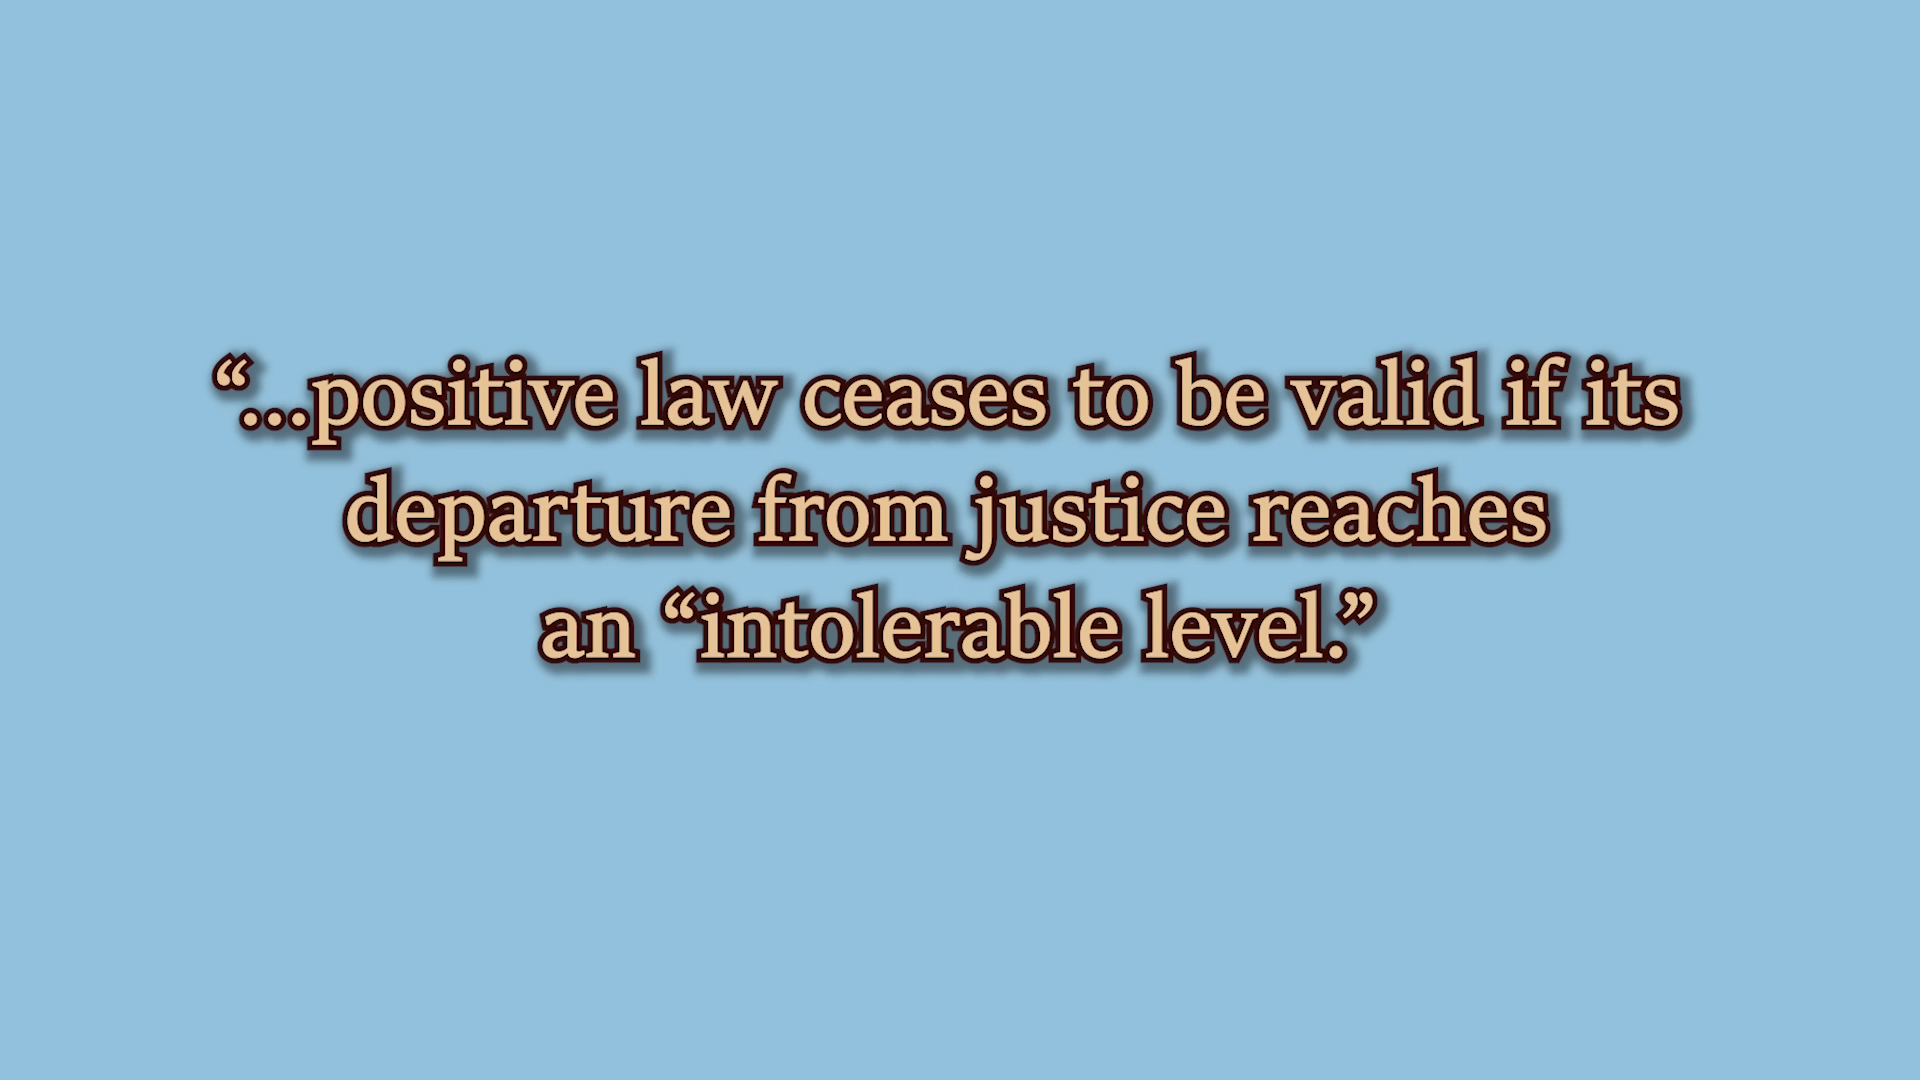 “...positive law ceases to be valid if its
departure from justice reaches
an “intolerable level.”